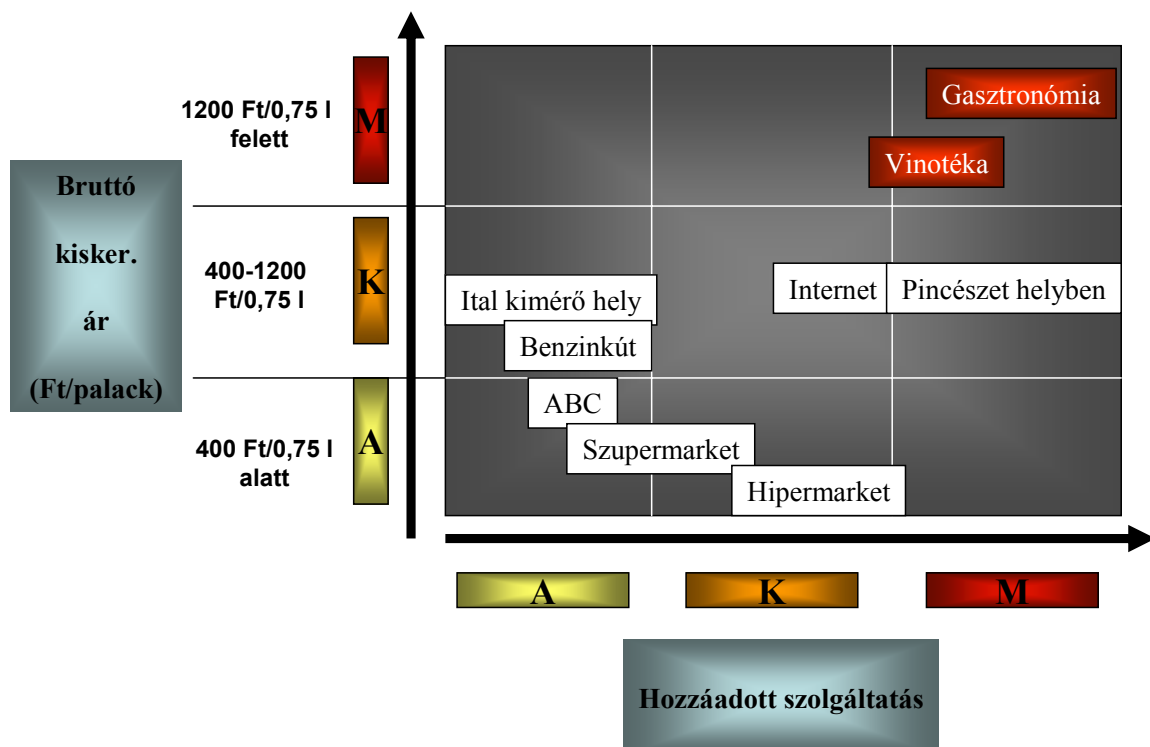 Bruttó
kisker.
ár
(Ft/palack)
1200 Ft/0,75 l
felett
M
400-1200
Ft/0,75 l
K
400 Ft/0,75 l
alatt
A
Gasztronómia
Vinotéka
Ital kimérő hely
Internet
Pincészet helyben
Benzinkút
ABC
Szupermarket
Hipermarket
A
K
M
Hozzáadott szolgáltatás